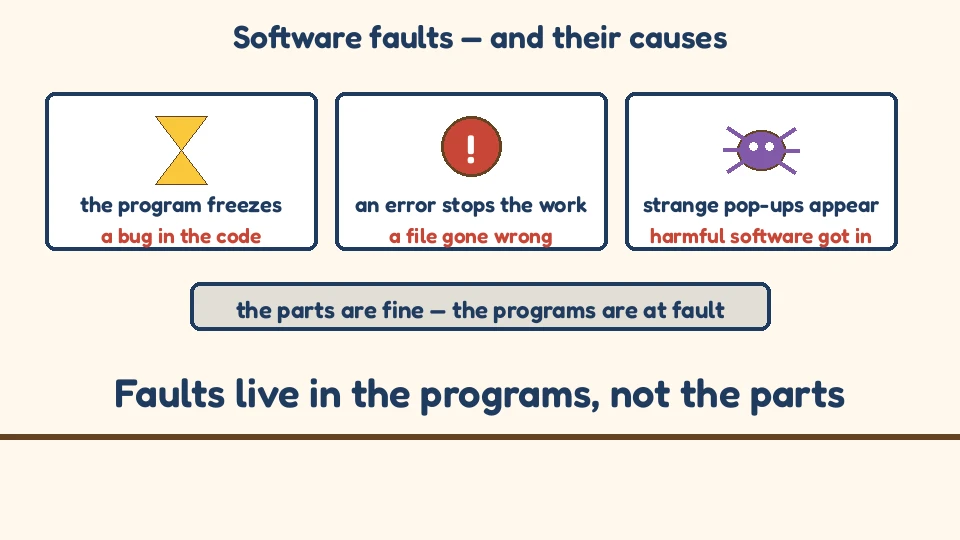 Software faults — and their causes
the program freezes
a bug in the code
!
an error stops the work
a file gone wrong
strange pop-ups appear
harmful software got in
the parts are fine — the programs are at fault
Faults live in the programs, not the parts